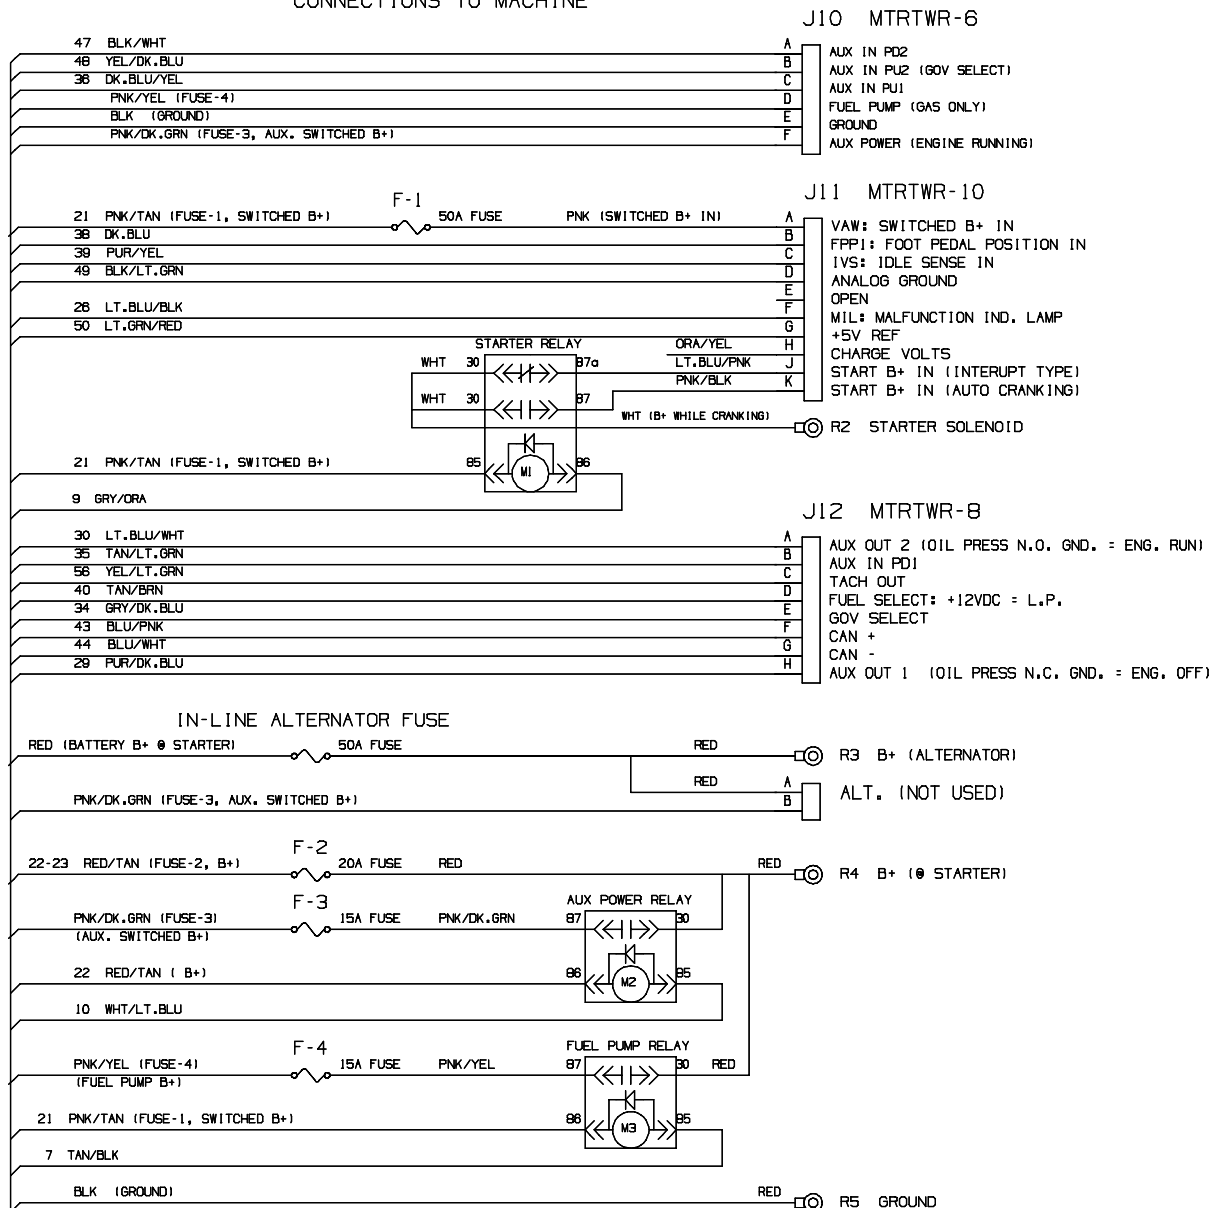 CONNECTIONS TO MACHINE
J10 MTRTWR-6
47 BLK/WHT A AUX IN PD2
48 YEL/DK.BLU B AUX IN PU2 (GOV SELECT)
36 DK.BLU/YEL C AUX IN PU1
PNK/YEL (FUSE-4) D FUEL PUMP (GAS ONLY)
BLK (GROUND) E GROUND
PNK/DK.GRN (FUSE-3, AUX. SWITCHED B+) F AUX POWER (ENGINE RUNNING)
J11 MTRTWR-10
F-1
21 PNK/TAN (FUSE-1, SWITCHED B+) 50A FUSE PNK (SWITCHED B+ IN) A VAW: SWITCHED B+ IN
38 DK.BLU B FPP1: FOOT PEDAL POSITION IN
39 PUR/YEL C IVS: IDLE SENSE IN
49 BLK/LT.GRN D ANALOG GROUND
E OPEN
26 LT.BLU/BLK F MIL: MALFUNCTION IND. LAMP
50 LT.GRN/RED G +5V REF
STARTER RELAY ORA/YEL H CHARGE VOLTS
WHT 30 87a LT.BLU/PNK J START B+ IN (INTERUPT TYPE)
PNK/BLK K START B+ IN (AUTO CRANKING)
WHT 30 87
WHT (B+ WHILE CRANKING) R2 STARTER SOLENOID
21 PNK/TAN (FUSE-1, SWITCHED B+) 85 M1 86
9 GRY/ORA
J12 MTRTWR-8
30 LT.BLU/WHT A AUX OUT 2 (OIL PRESS N.O. GND. = ENG. RUN)
35 TAN/LT.GRN B AUX IN PD1
56 YEL/LT.GRN C TACH OUT
40 TAN/BRN D FUEL SELECT: +12VDC = L.P.
34 GRY/DK.BLU E GOV SELECT
43 BLU/PNK F CAN +
44 BLU/WHT G CAN -
29 PUR/DK.BLU H AUX OUT 1 (OIL PRESS N.C. GND. = ENG. OFF)
IN-LINE ALTERNATOR FUSE
RED (BATTERY B+ @ STARTER) 50A FUSE RED R3 B+ (ALTERNATOR)
RED A ALT. (NOT USED)
PNK/DK.GRN (FUSE-3, AUX. SWITCHED B+) B
F-2
22-23 RED/TAN (FUSE-2, B+) 20A FUSE RED RED R4 B+ (@ STARTER)
F-3 AUX POWER RELAY
PNK/DK.GRN (FUSE-3) 15A FUSE PNK/DK.GRN 87 30
(AUX. SWITCHED B+)
22 RED/TAN ( B+) 86 M2 85
10 WHT/LT.BLU
F-4 FUEL PUMP RELAY
PNK/YEL (FUSE-4) 15A FUSE PNK/YEL 87 30 RED
(FUEL PUMP B+)
21 PNK/TAN (FUSE-1, SWITCHED B+) 86 M3 85
7 TAN/BLK
BLK (GROUND) RED R5 GROUND